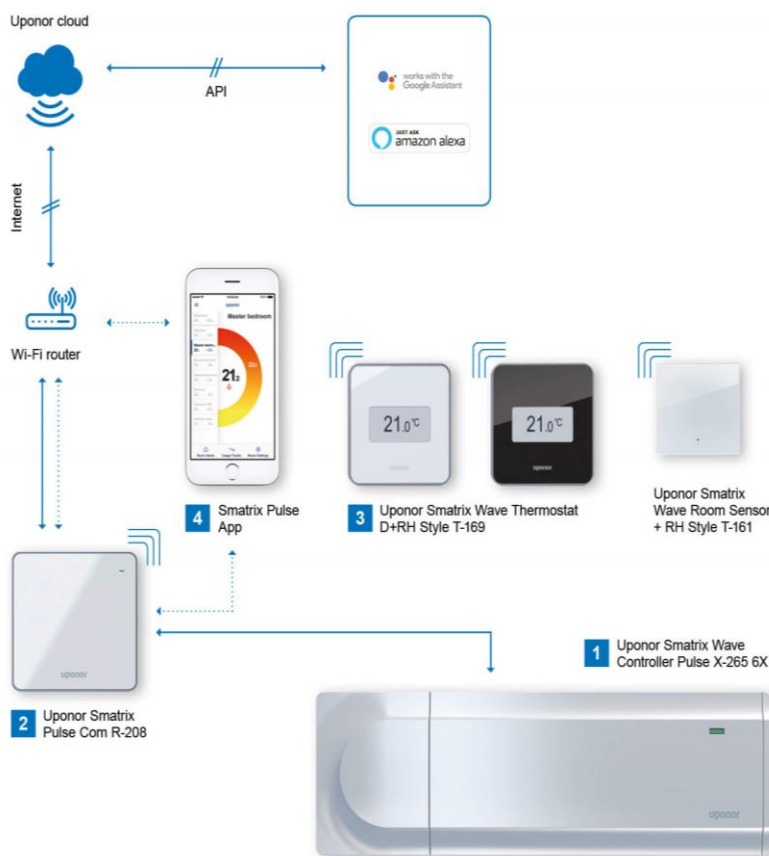 Uponor cloud
API
works with the
Google Assistant
JUST ASK
amazon alexa
Internet
Wi-Fi router
uponor
Master bedroom
21.2
4 Smatrix Pulse
App
21.0°C
uponor
21.0°C
uponor
3 Uponor Smatrix Wave Thermostat
D+RH Style T-169
Uponor Smatrix
Wave Room Sensor
+ RH Style T-161
uponor
2 Uponor Smatrix
Pulse Com R-208
1 Uponor Smatrix Wave
Controller Pulse X-265 6X
uponor